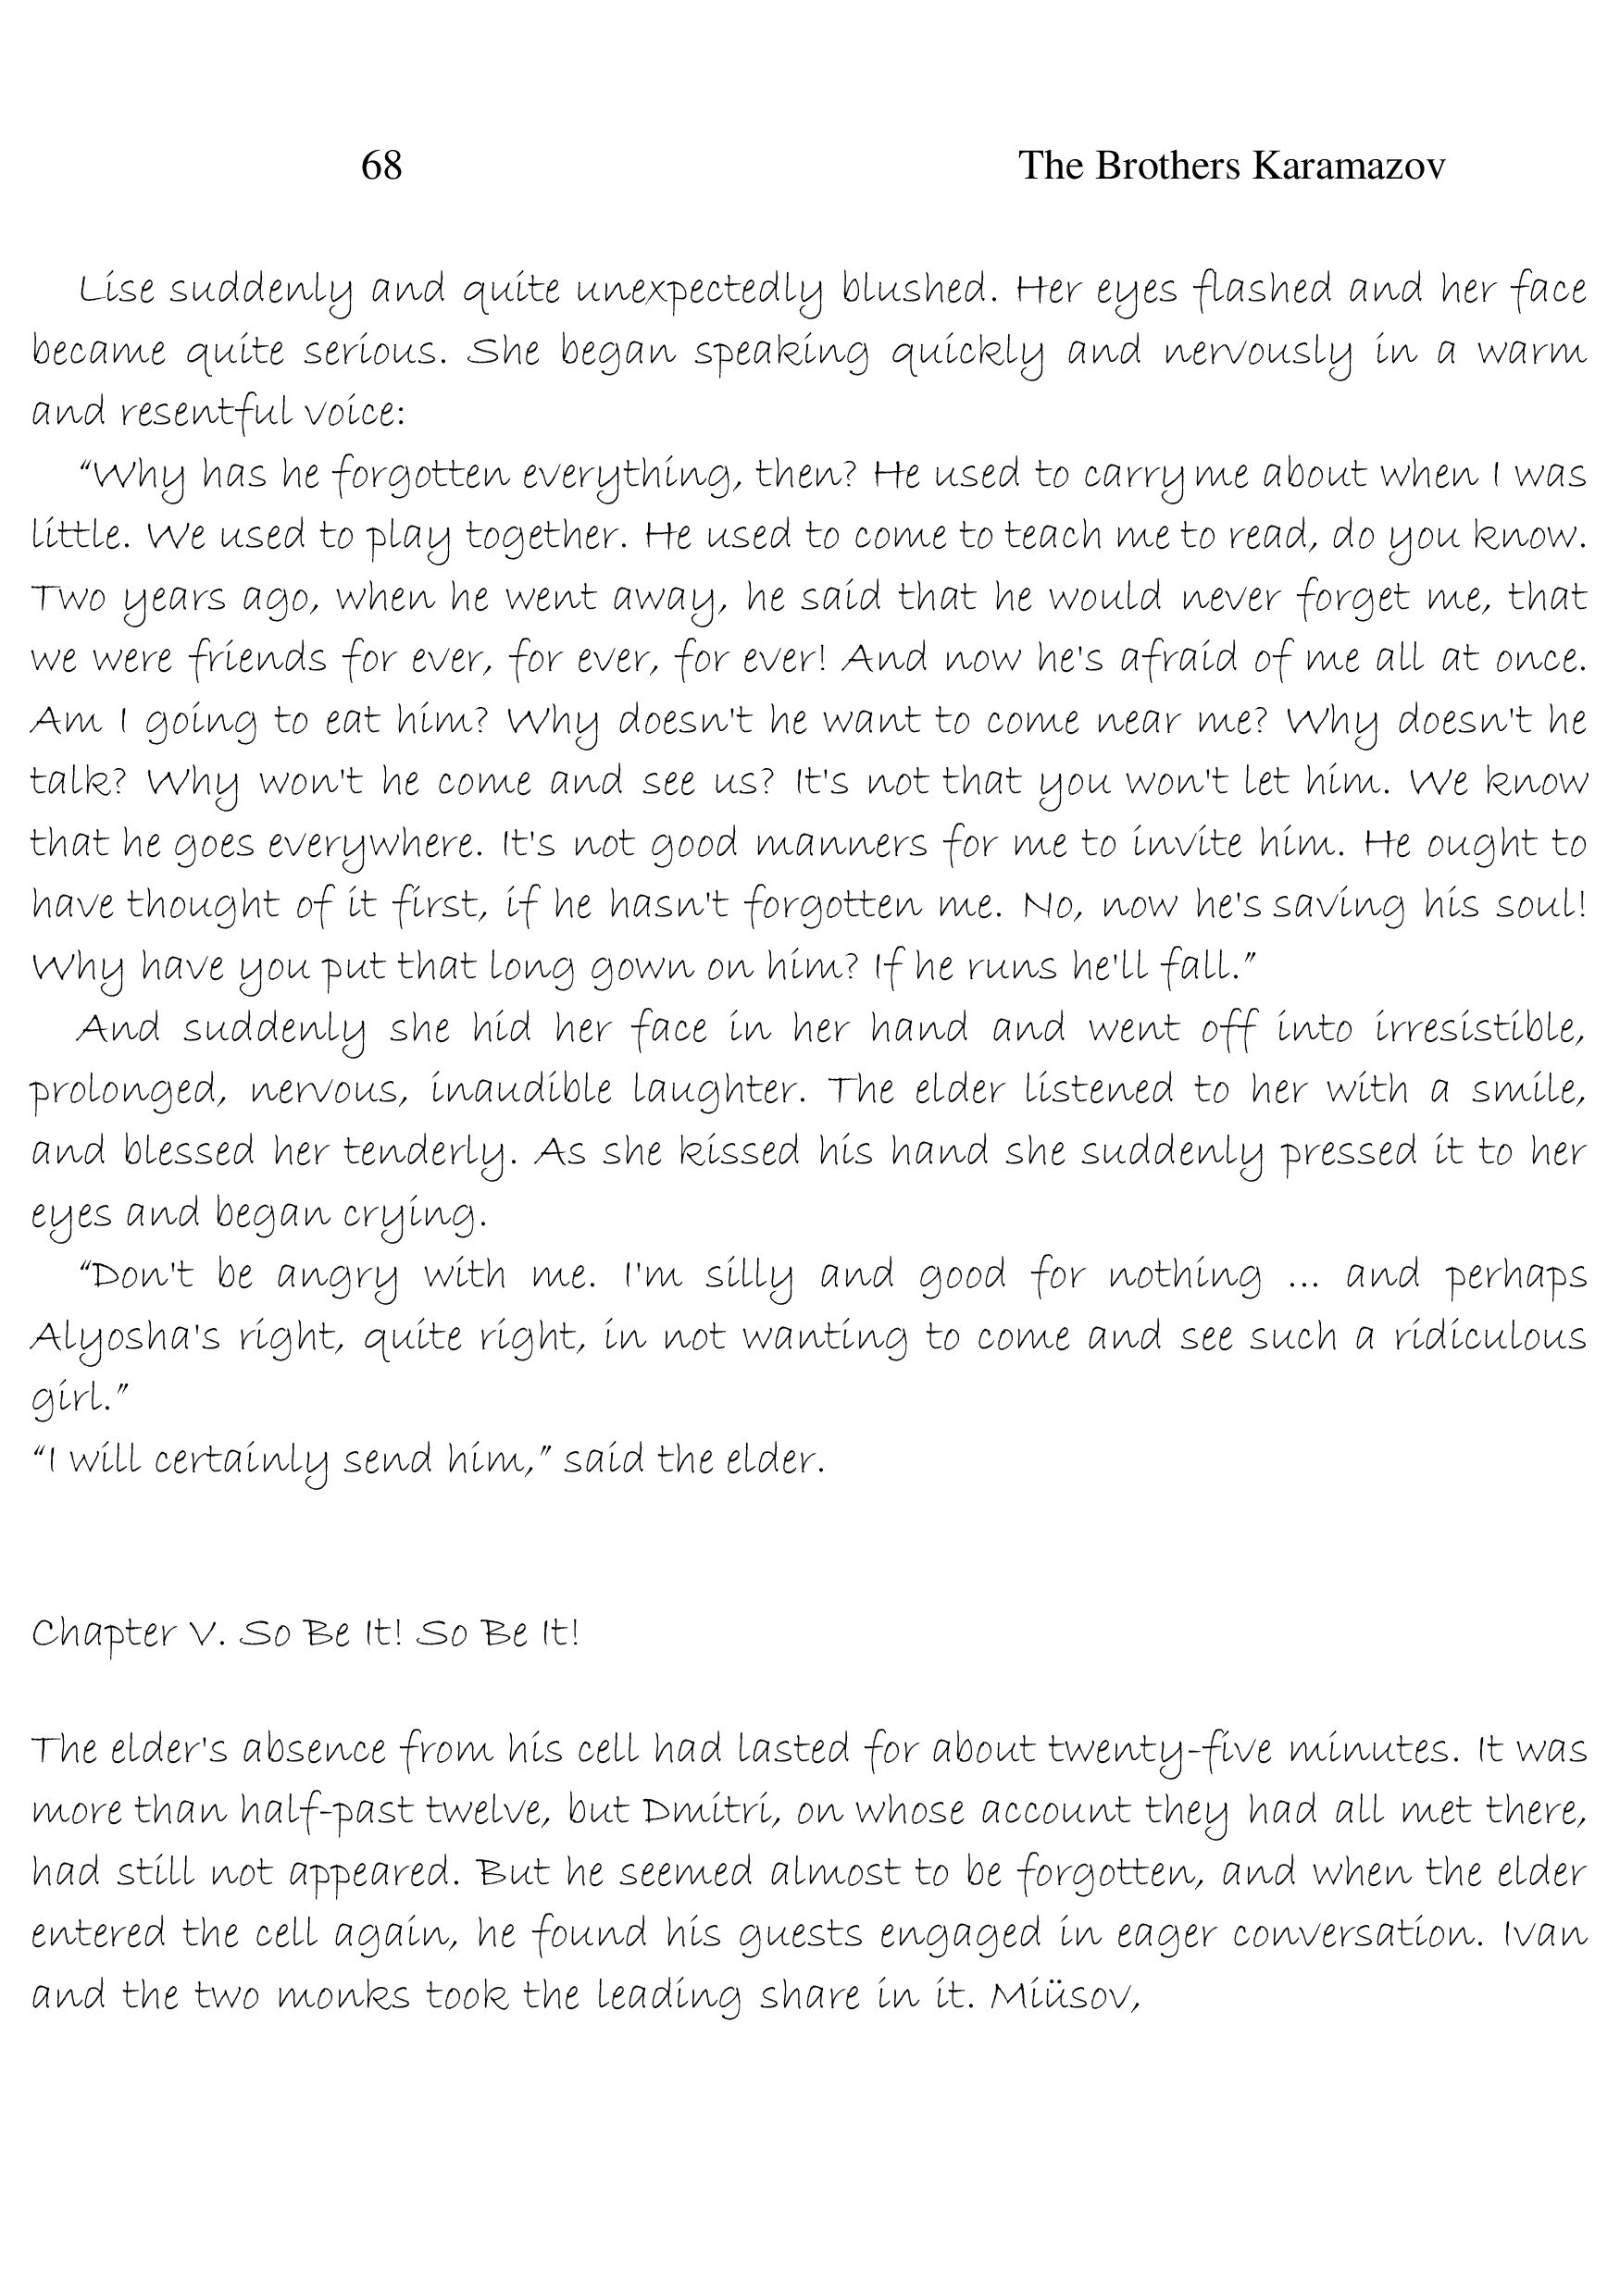 68 The Brothers Karamazov
Lise suddenly and quite unexpectedly blushed. Her eyes flashed and her face
became quite serious. She began speaking quickly and nervously in a warm
and resentful voice:
“Why has he forgotten everything, then? He used to carry me about when I was
little. We used to play together. He used to come to teach me to read, do you know.
Two years ago, when he went away, he said that he would never forget me, that
we were friends for ever, for ever, for ever! And now he's afraid of me all at once.
Am I going to eat him? Why doesn't he want to come near me? Why doesn't he
talk? Why won't he come and see us? It's not that you won't let him. We know
that he goes everywhere. It's not good manners for me to invite him. He ought to
have thought of it first, if he hasn't forgotten me. No, now he's saving his soul!
Why have you put that long gown on him? If he runs he'll fall.”
And suddenly she hid her face in her hand and went off into irresistible,
prolonged, nervous, inaudible laughter. The elder listened to her with a smile,
and blessed her tenderly. As she kissed his hand she suddenly pressed it to her
eyes and began crying.
“Don't be angry with me. I'm silly and good for nothing ... and perhaps
Alyosha's right, quite right, in not wanting to come and see such a ridiculous
girl.”
“I will certainly send him,” said the elder.
Chapter V. So Be It! So Be It!
The elder's absence from his cell had lasted for about twenty-five minutes. It was
more than half-past twelve, but Dmitri, on whose account they had all met there,
had still not appeared. But he seemed almost to be forgotten, and when the elder
entered the cell again, he found his guests engaged in eager conversation. Ivan
and the two monks took the leading share in it. Miüsov,